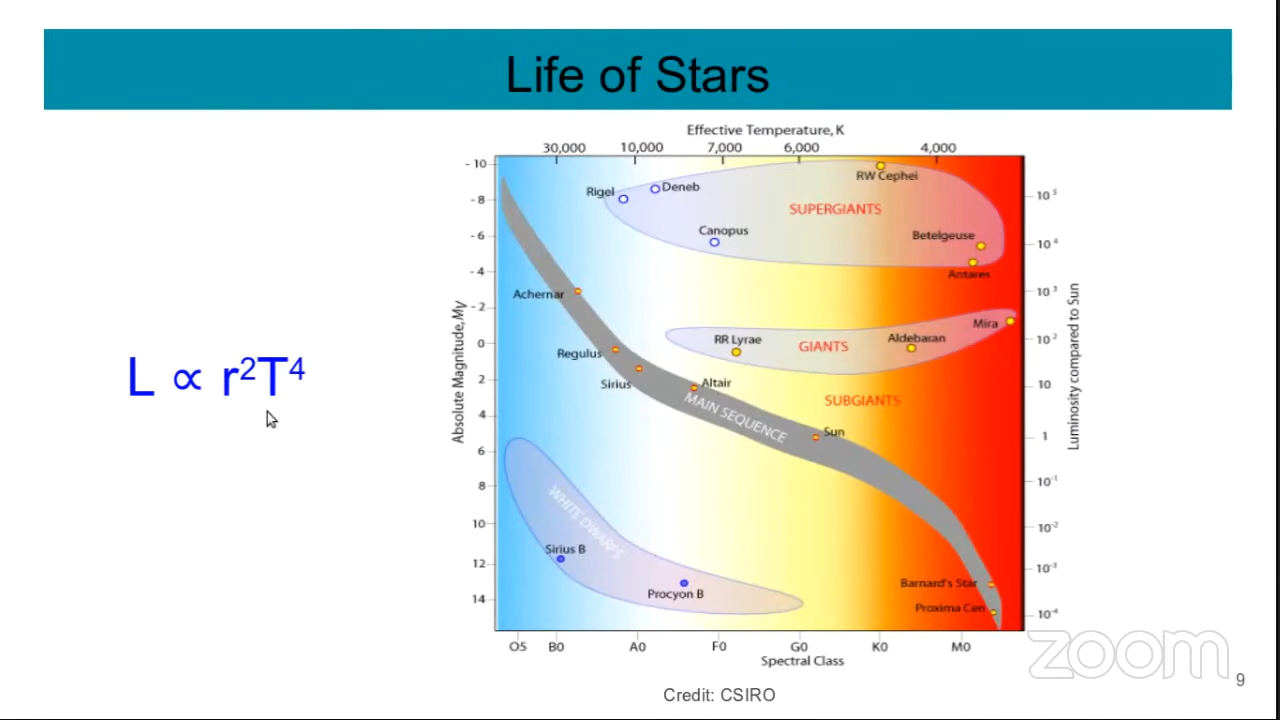 Life of Stars
L ∝ r²T⁴
Effective Temperature, K
30,000 10,000 7,000 6,000 4,000
- 10
- 8
- 6
- 4
- 2
0
2
4
6
8
10
12
14
Absolute Magnitude, Mv
Rigel
Deneb
RW Cephei
SUPERGIANTS
Canopus
Betelgeuse
Antares
Achernar
Mira
RR Lyrae
GIANTS
Aldebaran
Regulus
Sirius
Altair
SUBGIANTS
MAIN SEQUENCE
Sun
WHITE DWARFS
Sirius B
Procyon B
Barnard's Star
Proxima Cen
10⁵
10⁴
10³
10²
10
1
10⁻¹
10⁻²
10⁻³
10⁻⁴
Luminosity compared to Sun
O5 B0 A0 F0 G0 K0 M0
Spectral Class
Credit: CSIRO
zoom
9